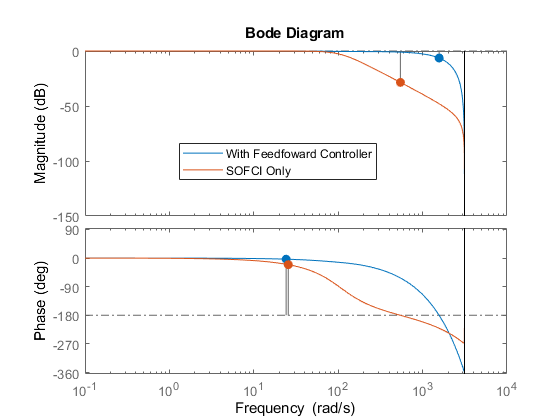 Bode Diagram
0
-50
-100
-150
Magnitude (dB)
With Feedfoward Controller
SOFCI Only
90
0
-90
-180
-270
-360
Phase (deg)
10^-1
10^0
10^1
10^2
10^3
10^4
Frequency (rad/s)